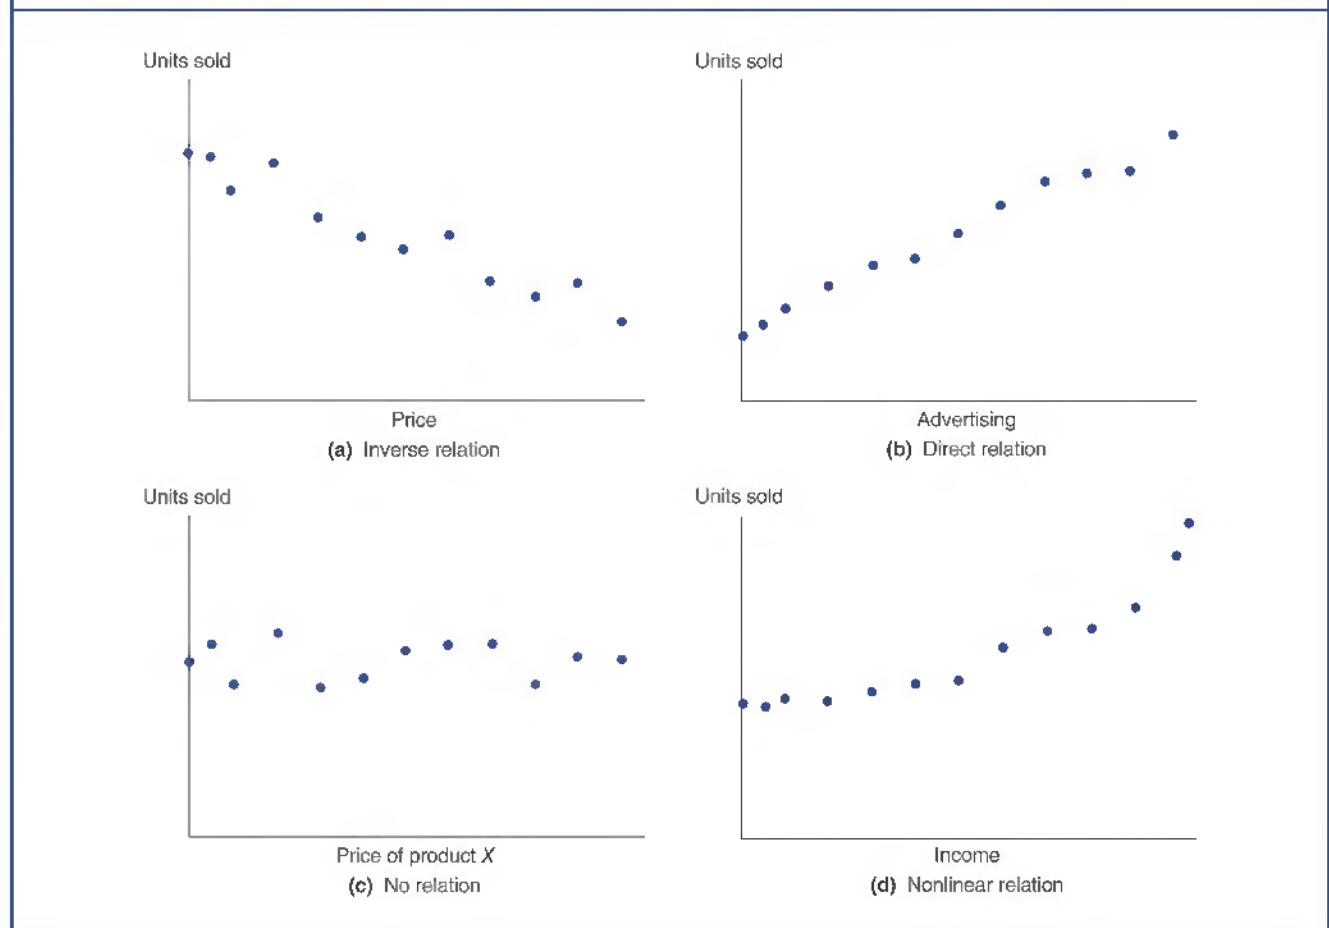 Units sold
Units sold
Price
Advertising
(a) Inverse relation
(b) Direct relation
Units sold
Units sold
Price of product X
Income
(c) No relation
(d) Nonlinear relation